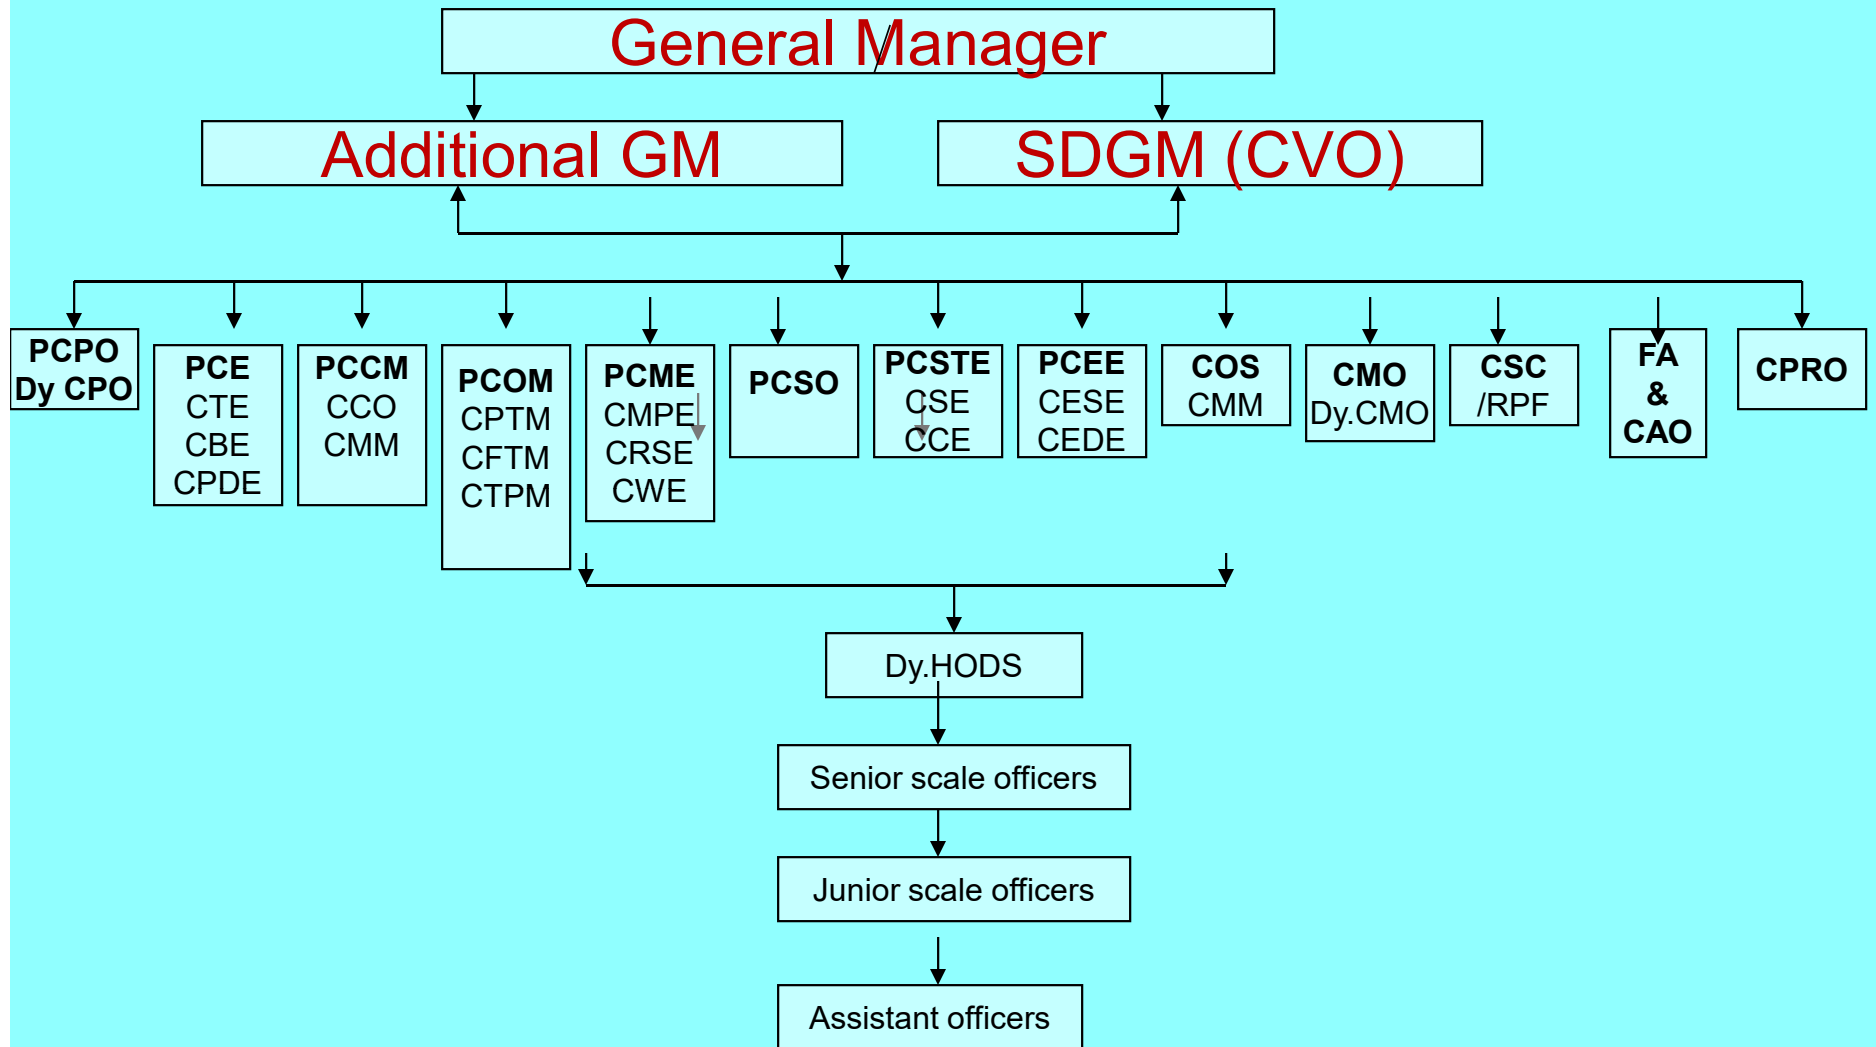 General Manager
Additional GM
SDGM (CVO)
PCPO
Dy CPO
PCE
CTE
CBE
CPDE
PCCM
CCO
CMM
PCOM
CPTM
CFTM
CTPM
PCME
CMPE
CRSE
CWE
PCSO
PCSTE
CSE
CCE
PCEE
CESE
CEDE
COS
CMM
CMO
Dy.CMO
CSC
/RPF
FA
&
CAO
CPRO
Dy.HODS
Senior scale officers
Junior scale officers
Assistant officers